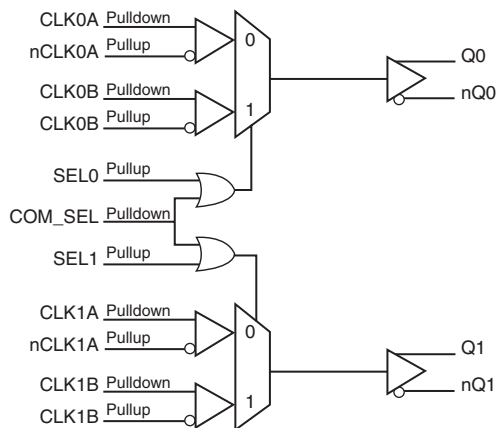 CLK0A Pulldown
nCLK0A Pullup
0
Q0
nQ0
CLK0B Pulldown
CLK0B Pullup
1
SEL0 Pullup
COM_SEL Pulldown
SEL1 Pullup
CLK1A Pulldown
nCLK1A Pullup
0
Q1
nQ1
CLK1B Pulldown
CLK1B Pullup
1